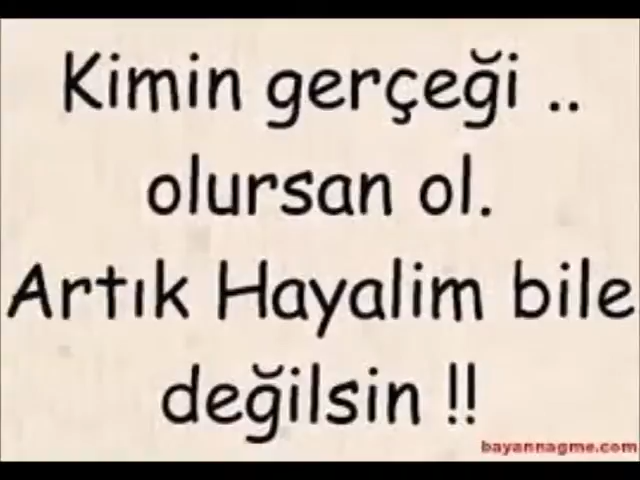 Kimin gerçeği ..
olursan ol.
Artık Hayalim bile
değilsin !!
bayannagme.com